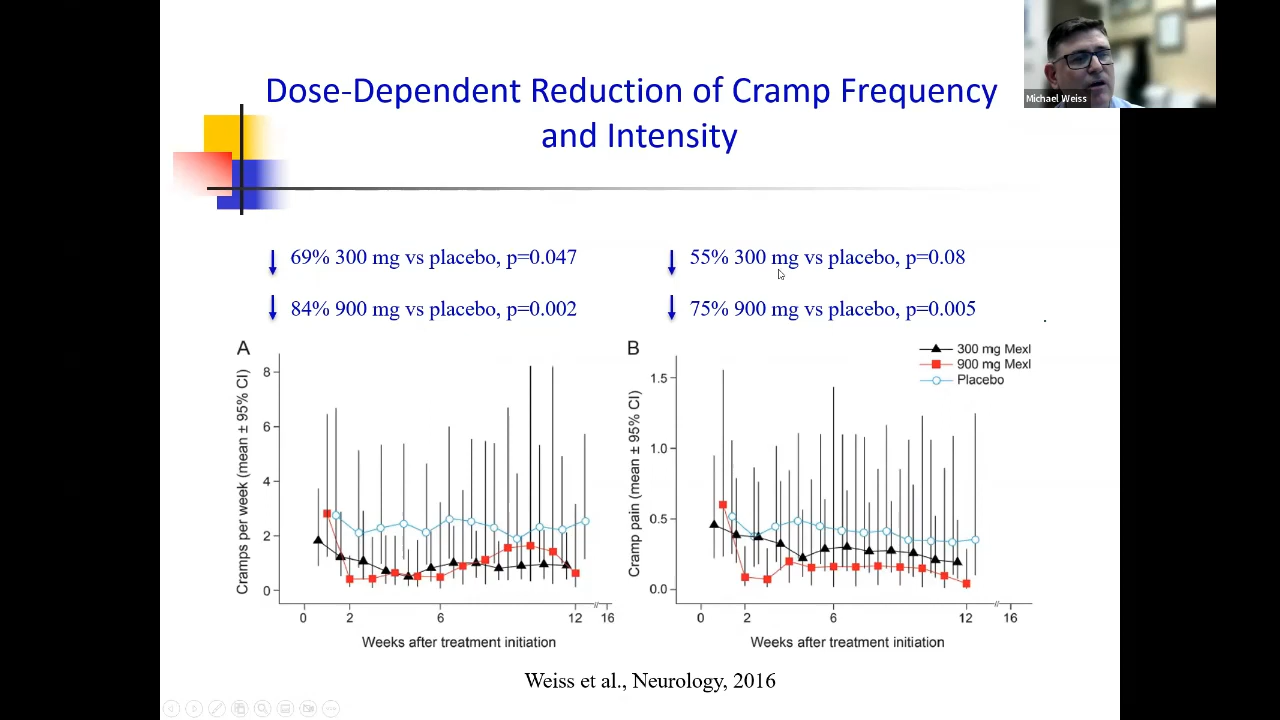 Michael Weiss
Dose-Dependent Reduction of Cramp Frequency
and Intensity
69% 300 mg vs placebo, p=0.047
84% 900 mg vs placebo, p=0.002
55% 300 mg vs placebo, p=0.08
75% 900 mg vs placebo, p=0.005
A
Cramps per week (mean ± 95% CI)
8
6
4
2
0
0 2 6 12 16
Weeks after treatment initiation
B
300 mg Mexl
900 mg Mexl
Placebo
Cramp pain (mean ± 95% CI)
1.5
1.0
0.5
0.0
0 2 6 12 16
Weeks after treatment initiation
Weiss et al., Neurology, 2016